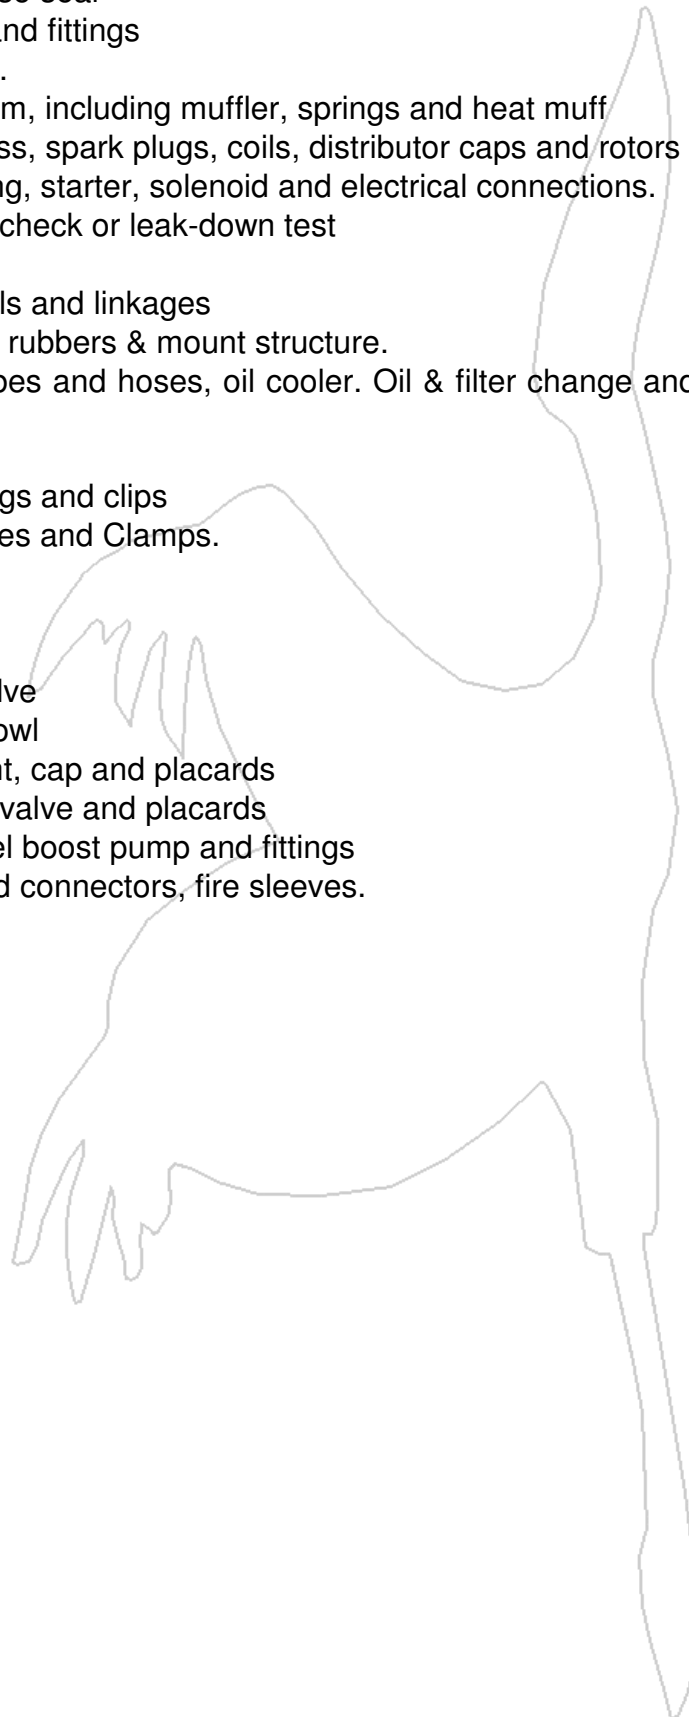 and fittings
.
m, including muffler, springs and heat muff
ss, spark plugs, coils, distributor caps and rotors
ng, starter, solenoid and electrical connections.
check or leak-down test
ls and linkages
rubbers & mount structure.
pes and hoses, oil cooler. Oil & filter change and
gs and clips
es and Clamps.
lve
owl
nt, cap and placards
valve and placards
el boost pump and fittings
d connectors, fire sleeves.